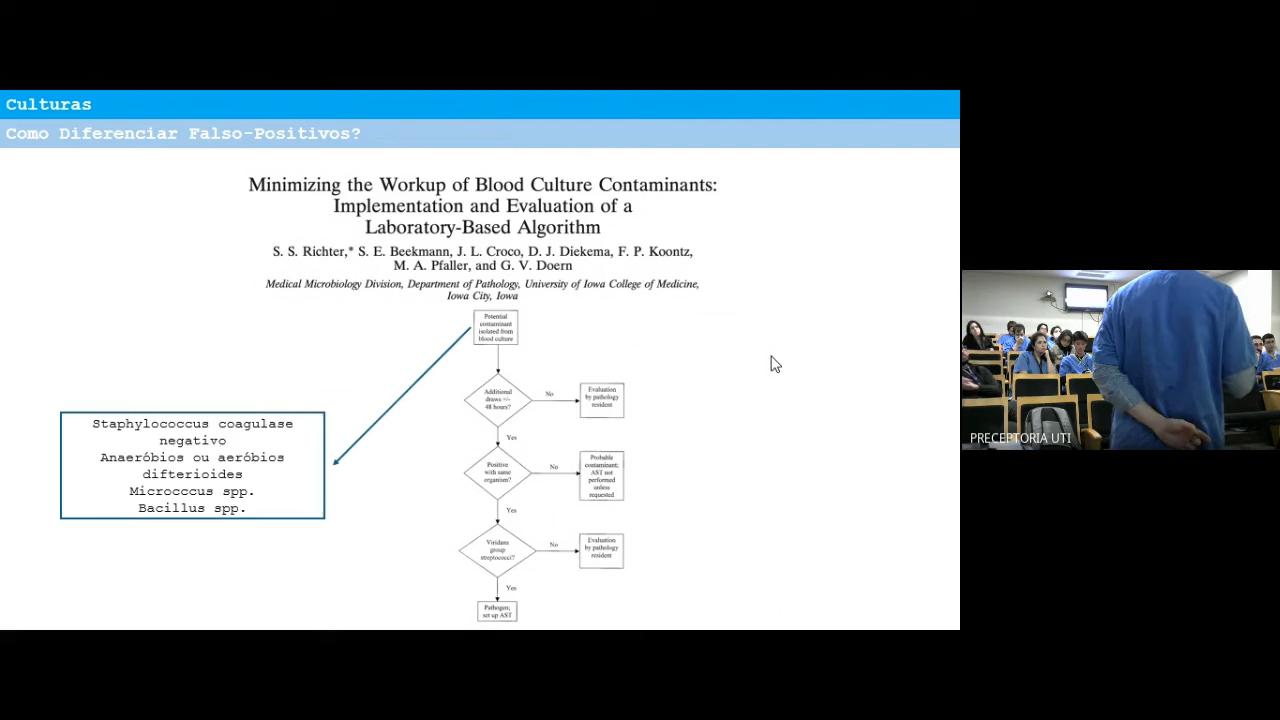 Culturas
Como Diferenciar Falso-Positivos?
Minimizing the Workup of Blood Culture Contaminants:
Implementation and Evaluation of a
Laboratory-Based Algorithm
S. S. Richter,* S. E. Beekmann, J. L. Croco, D. J. Diekema, F. P. Koontz,
M. A. Pfaller, and G. V. Doern
Medical Microbiology Division, Department of Pathology, University of Iowa College of Medicine,
Iowa City, Iowa
Potential
contaminant
isolated from
blood culture
Additional
draws +/-
48 hours?
No
Evaluation
by pathology
resident
Yes
Positive
with same
organism?
No
Probable
contaminant;
AST not
performed
unless
requested
Yes
Viridans
group
streptococci?
No
Evaluation
by pathology
resident
Yes
Pathogen;
set up AST
Staphylococcus coagulase
negativo
Anaeróbios ou aeróbios
difterioides
Microccus spp.
Bacillus spp.
PRECEPTORIA UTI